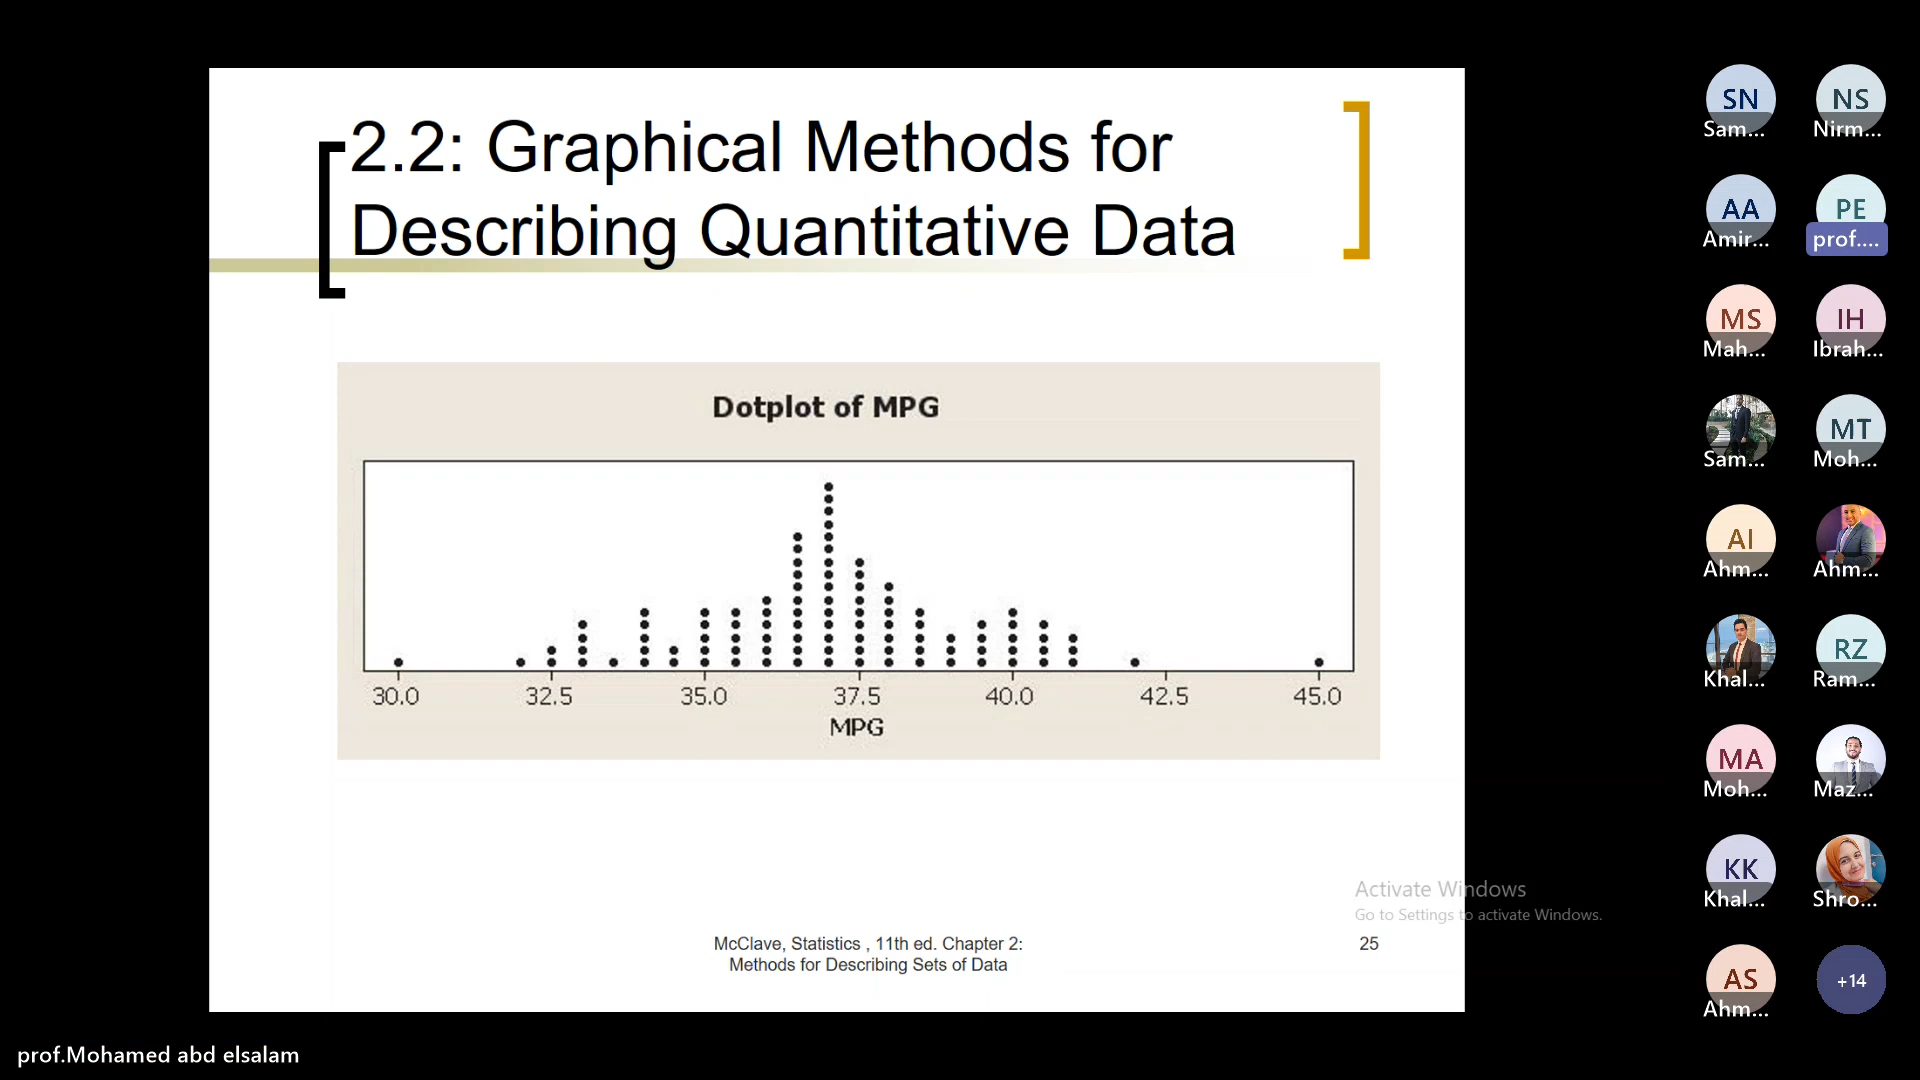 2.2: Graphical Methods for
Describing Quantitative Data
Dotplot of MPG
30.0 32.5 35.0 37.5 40.0 42.5 45.0
MPG
McClave, Statistics , 11th ed. Chapter 2:
Methods for Describing Sets of Data
25
Activate Windows
Go to Settings to activate Windows.
SN
Sam...
NS
Nirm...
AA
Amir...
PE
prof....
MS
Mah...
IH
Ibrah...
Sam...
MT
Moh...
AI
Ahm...
Ahm...
Khal...
RZ
Ram...
MA
Moh...
Maz...
KK
Khal...
Shro...
AS
Ahm...
+14
prof.Mohamed abd elsalam